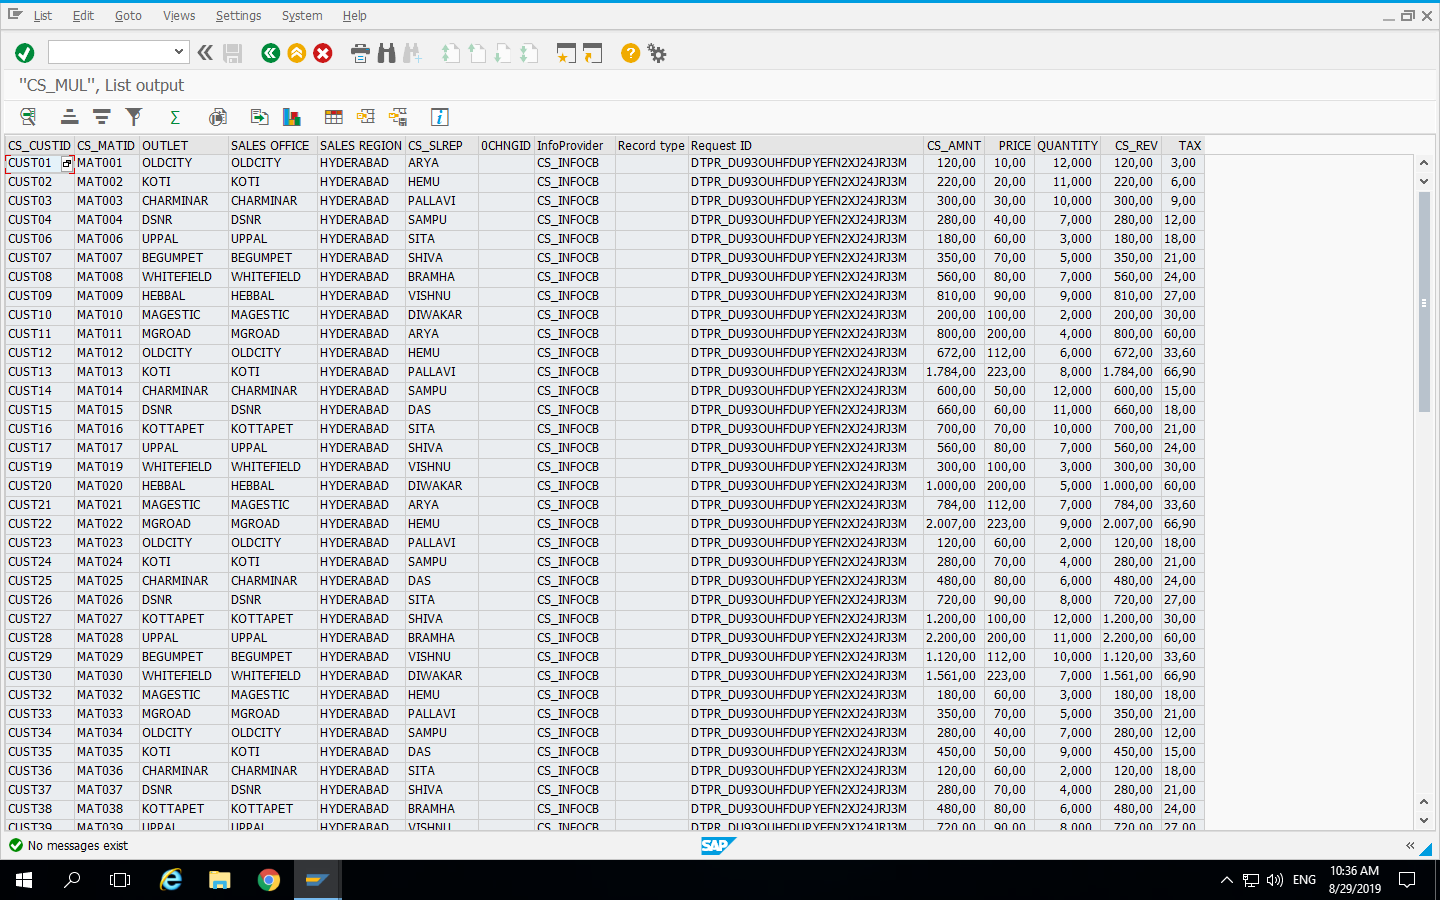 List Edit Goto Views Settings System Help
"CS_MUL", List output
CS_CUSTID CS_MATID OUTLET SALES OFFICE SALES REGION CS_SLREP 0CHNGID InfoProvider Record type Request ID CS_AMNT PRICE QUANTITY CS_REV TAX
CUST01 MAT001 OLDCITY OLDCITY HYDERABAD ARYA CS_INFOCB DTPR_DU93OUHFDUPYEFN2XJ24JRJ3M 120,00 10,00 12,000 120,00 3,00
CUST02 MAT002 KOTI KOTI HYDERABAD HEMU CS_INFOCB DTPR_DU93OUHFDUPYEFN2XJ24JRJ3M 220,00 20,00 11,000 220,00 6,00
CUST03 MAT003 CHARMINAR CHARMINAR HYDERABAD PALLAVI CS_INFOCB DTPR_DU93OUHFDUPYEFN2XJ24JRJ3M 300,00 30,00 10,000 300,00 9,00
CUST04 MAT004 DSNR DSNR HYDERABAD SAMPU CS_INFOCB DTPR_DU93OUHFDUPYEFN2XJ24JRJ3M 280,00 40,00 7,000 280,00 12,00
CUST06 MAT006 UPPAL UPPAL HYDERABAD SITA CS_INFOCB DTPR_DU93OUHFDUPYEFN2XJ24JRJ3M 180,00 60,00 3,000 180,00 18,00
CUST07 MAT007 BEGUMPET BEGUMPET HYDERABAD SHIVA CS_INFOCB DTPR_DU93OUHFDUPYEFN2XJ24JRJ3M 350,00 70,00 5,000 350,00 21,00
CUST08 MAT008 WHITEFIELD WHITEFIELD HYDERABAD BRAMHA CS_INFOCB DTPR_DU93OUHFDUPYEFN2XJ24JRJ3M 560,00 80,00 7,000 560,00 24,00
CUST09 MAT009 HEBBAL HEBBAL HYDERABAD VISHNU CS_INFOCB DTPR_DU93OUHFDUPYEFN2XJ24JRJ3M 810,00 90,00 9,000 810,00 27,00
CUST10 MAT010 MAGESTIC MAGESTIC HYDERABAD DIWAKAR CS_INFOCB DTPR_DU93OUHFDUPYEFN2XJ24JRJ3M 200,00 100,00 2,000 200,00 30,00
CUST11 MAT011 MGROAD MGROAD HYDERABAD ARYA CS_INFOCB DTPR_DU93OUHFDUPYEFN2XJ24JRJ3M 800,00 200,00 4,000 800,00 60,00
CUST12 MAT012 OLDCITY OLDCITY HYDERABAD HEMU CS_INFOCB DTPR_DU93OUHFDUPYEFN2XJ24JRJ3M 672,00 112,00 6,000 672,00 33,60
CUST13 MAT013 KOTI KOTI HYDERABAD PALLAVI CS_INFOCB DTPR_DU93OUHFDUPYEFN2XJ24JRJ3M 1.784,00 223,00 8,000 1.784,00 66,90
CUST14 MAT014 CHARMINAR CHARMINAR HYDERABAD SAMPU CS_INFOCB DTPR_DU93OUHFDUPYEFN2XJ24JRJ3M 600,00 50,00 12,000 600,00 15,00
CUST15 MAT015 DSNR DSNR HYDERABAD DAS CS_INFOCB DTPR_DU93OUHFDUPYEFN2XJ24JRJ3M 660,00 60,00 11,000 660,00 18,00
CUST16 MAT016 KOTTAPET KOTTAPET HYDERABAD SITA CS_INFOCB DTPR_DU93OUHFDUPYEFN2XJ24JRJ3M 700,00 70,00 10,000 700,00 21,00
CUST17 MAT017 UPPAL UPPAL HYDERABAD SHIVA CS_INFOCB DTPR_DU93OUHFDUPYEFN2XJ24JRJ3M 560,00 80,00 7,000 560,00 24,00
CUST19 MAT019 WHITEFIELD WHITEFIELD HYDERABAD VISHNU CS_INFOCB DTPR_DU93OUHFDUPYEFN2XJ24JRJ3M 300,00 100,00 3,000 300,00 30,00
CUST20 MAT020 HEBBAL HEBBAL HYDERABAD DIWAKAR CS_INFOCB DTPR_DU93OUHFDUPYEFN2XJ24JRJ3M 1.000,00 200,00 5,000 1.000,00 60,00
CUST21 MAT021 MAGESTIC MAGESTIC HYDERABAD ARYA CS_INFOCB DTPR_DU93OUHFDUPYEFN2XJ24JRJ3M 784,00 112,00 7,000 784,00 33,60
CUST22 MAT022 MGROAD MGROAD HYDERABAD HEMU CS_INFOCB DTPR_DU93OUHFDUPYEFN2XJ24JRJ3M 2.007,00 223,00 9,000 2.007,00 66,90
CUST23 MAT023 OLDCITY OLDCITY HYDERABAD PALLAVI CS_INFOCB DTPR_DU93OUHFDUPYEFN2XJ24JRJ3M 120,00 60,00 2,000 120,00 18,00
CUST24 MAT024 KOTI KOTI HYDERABAD SAMPU CS_INFOCB DTPR_DU93OUHFDUPYEFN2XJ24JRJ3M 280,00 70,00 4,000 280,00 21,00
CUST25 MAT025 CHARMINAR CHARMINAR HYDERABAD DAS CS_INFOCB DTPR_DU93OUHFDUPYEFN2XJ24JRJ3M 480,00 80,00 6,000 480,00 24,00
CUST26 MAT026 DSNR DSNR HYDERABAD SITA CS_INFOCB DTPR_DU93OUHFDUPYEFN2XJ24JRJ3M 720,00 90,00 8,000 720,00 27,00
CUST27 MAT027 KOTTAPET KOTTAPET HYDERABAD SHIVA CS_INFOCB DTPR_DU93OUHFDUPYEFN2XJ24JRJ3M 1.200,00 100,00 12,000 1.200,00 30,00
CUST28 MAT028 UPPAL UPPAL HYDERABAD BRAMHA CS_INFOCB DTPR_DU93OUHFDUPYEFN2XJ24JRJ3M 2.200,00 200,00 11,000 2.200,00 60,00
CUST29 MAT029 BEGUMPET BEGUMPET HYDERABAD VISHNU CS_INFOCB DTPR_DU93OUHFDUPYEFN2XJ24JRJ3M 1.120,00 112,00 10,000 1.120,00 33,60
CUST30 MAT030 WHITEFIELD WHITEFIELD HYDERABAD DIWAKAR CS_INFOCB DTPR_DU93OUHFDUPYEFN2XJ24JRJ3M 1.561,00 223,00 7,000 1.561,00 66,90
CUST32 MAT032 MAGESTIC MAGESTIC HYDERABAD HEMU CS_INFOCB DTPR_DU93OUHFDUPYEFN2XJ24JRJ3M 180,00 60,00 3,000 180,00 18,00
CUST33 MAT033 MGROAD MGROAD HYDERABAD PALLAVI CS_INFOCB DTPR_DU93OUHFDUPYEFN2XJ24JRJ3M 350,00 70,00 5,000 350,00 21,00
CUST34 MAT034 OLDCITY OLDCITY HYDERABAD SAMPU CS_INFOCB DTPR_DU93OUHFDUPYEFN2XJ24JRJ3M 280,00 40,00 7,000 280,00 12,00
CUST35 MAT035 KOTI KOTI HYDERABAD DAS CS_INFOCB DTPR_DU93OUHFDUPYEFN2XJ24JRJ3M 450,00 50,00 9,000 450,00 15,00
CUST36 MAT036 CHARMINAR CHARMINAR HYDERABAD SITA CS_INFOCB DTPR_DU93OUHFDUPYEFN2XJ24JRJ3M 120,00 60,00 2,000 120,00 18,00
CUST37 MAT037 DSNR DSNR HYDERABAD SHIVA CS_INFOCB DTPR_DU93OUHFDUPYEFN2XJ24JRJ3M 280,00 70,00 4,000 280,00 21,00
CUST38 MAT038 KOTTAPET KOTTAPET HYDERABAD BRAMHA CS_INFOCB DTPR_DU93OUHFDUPYEFN2XJ24JRJ3M 480,00 80,00 6,000 480,00 24,00
CUST39 MAT039 UPPAL UPPAL HYDERABAD VISHNU CS_INFOCB DTPR_DU93OUHFDUPYEFN2XJ24JRJ3M 720,00 90,00 8,000 720,00 27,00
No messages exist SAP
ENG 10:36 AM
8/29/2019